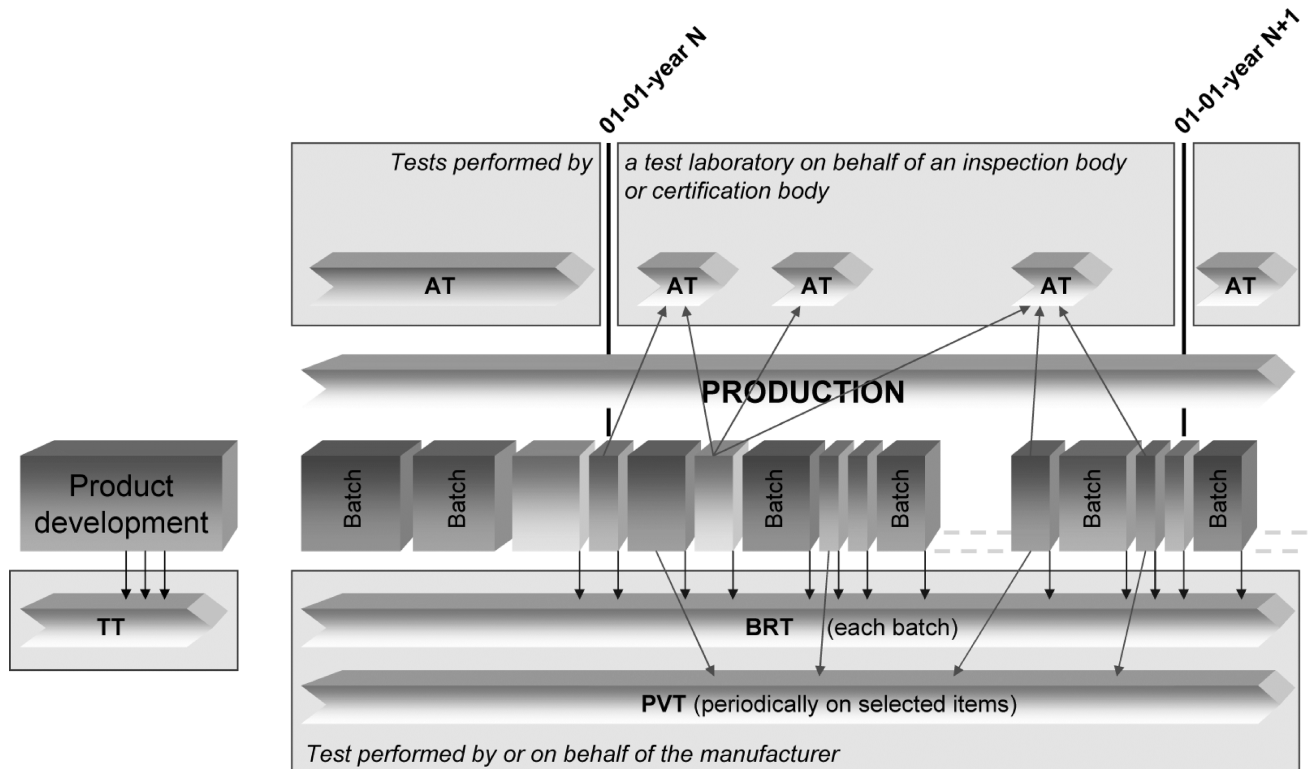 01-01-year N
01-01-year N+1
Tests performed by
a test laboratory on behalf of an inspection body
or certification body
AT
AT
AT
AT
AT
PRODUCTION
Product
development
Batch
Batch
Batch
Batch
Batch
Batch
TT
BRT (each batch)
PVT (periodically on selected items)
Test performed by or on behalf of the manufacturer